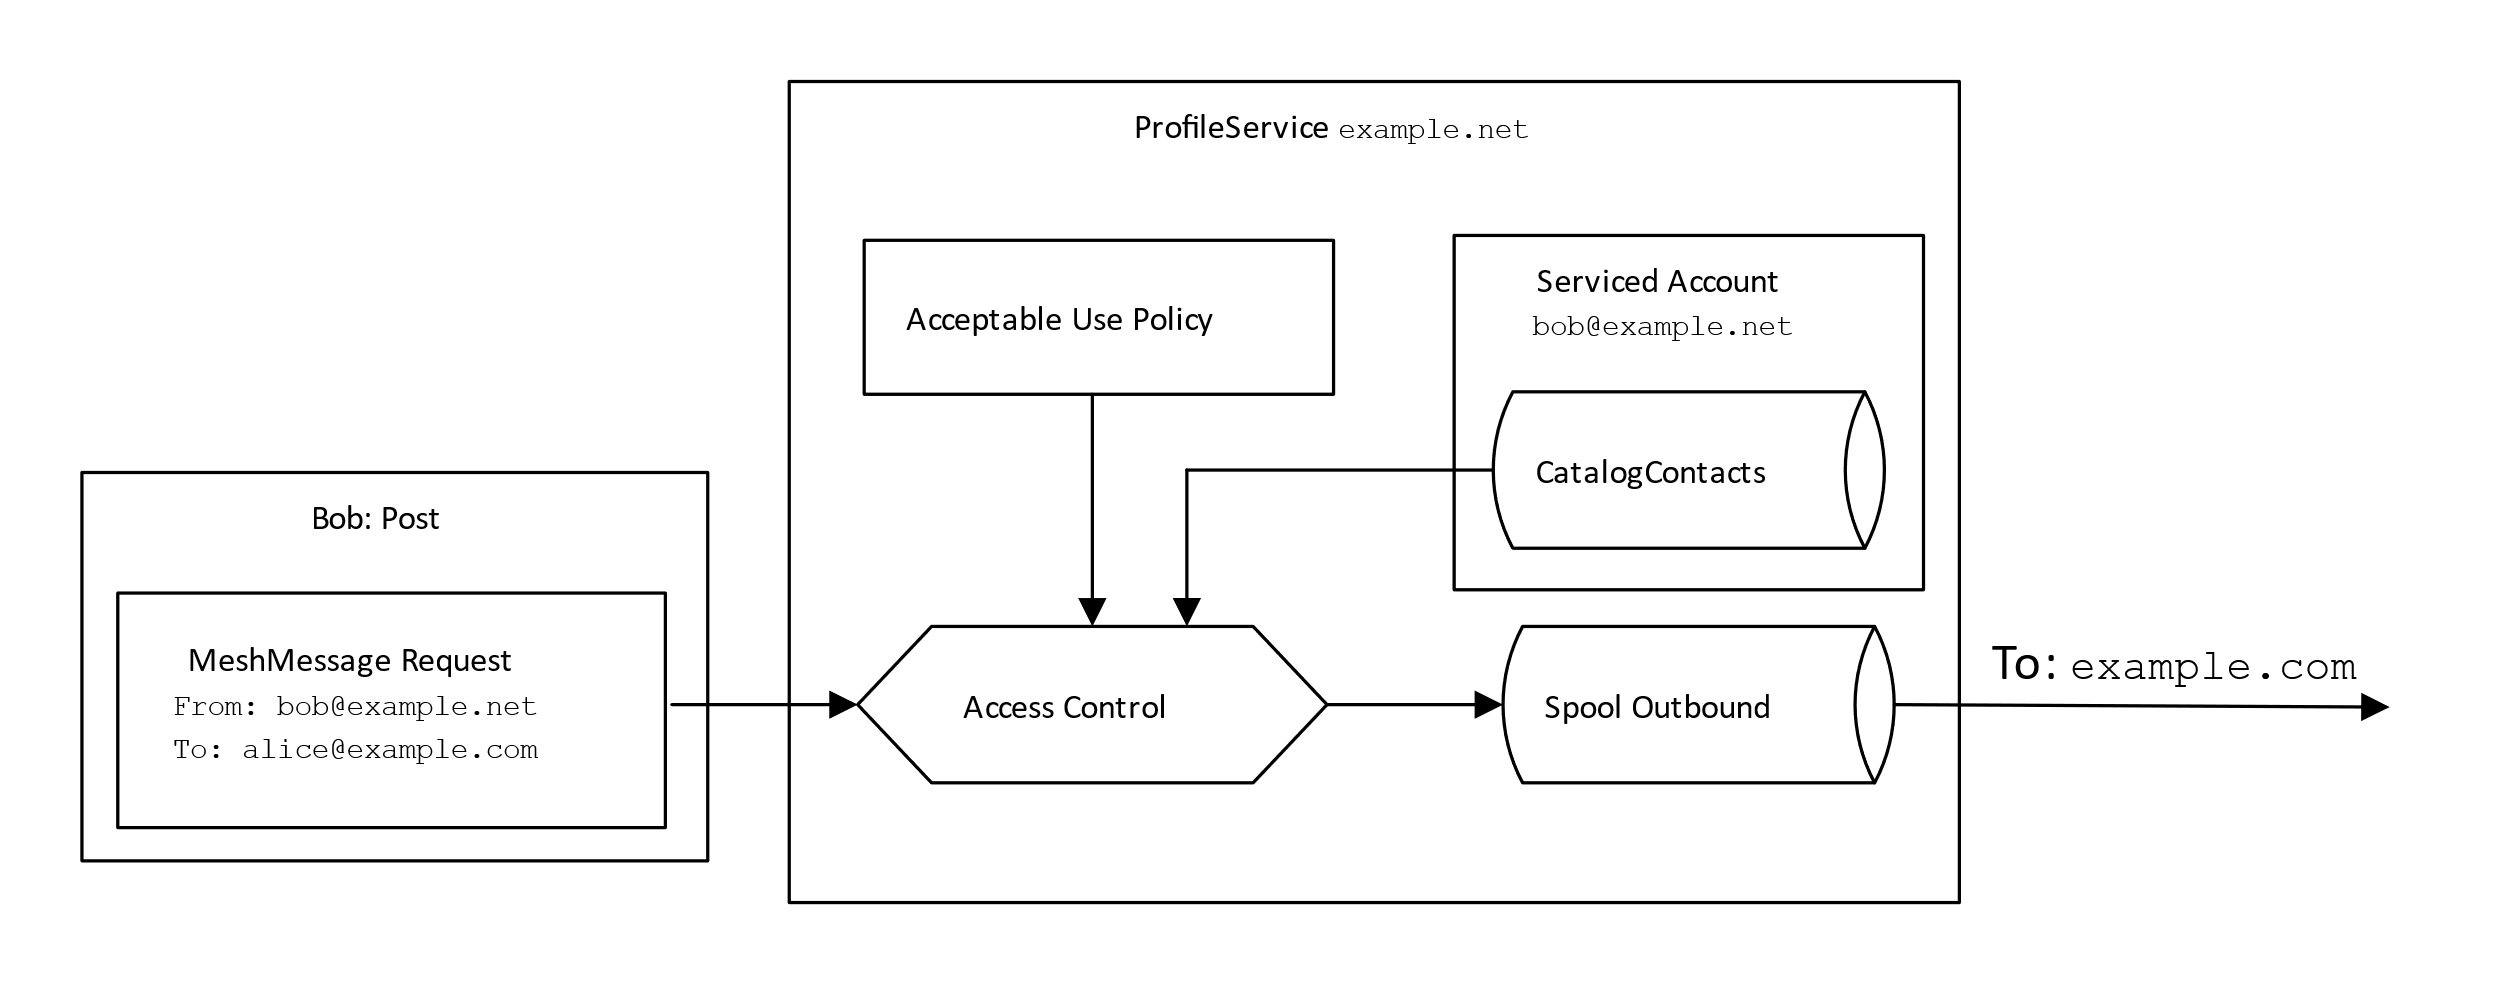 ProfileService example.net
Acceptable Use Policy
Serviced Account
bob@example.net
CatalogContacts
Bob: Post
MeshMessage Request
From: bob@example.net
To: alice@example.com
Access Control
Spool Outbound
To: example.com